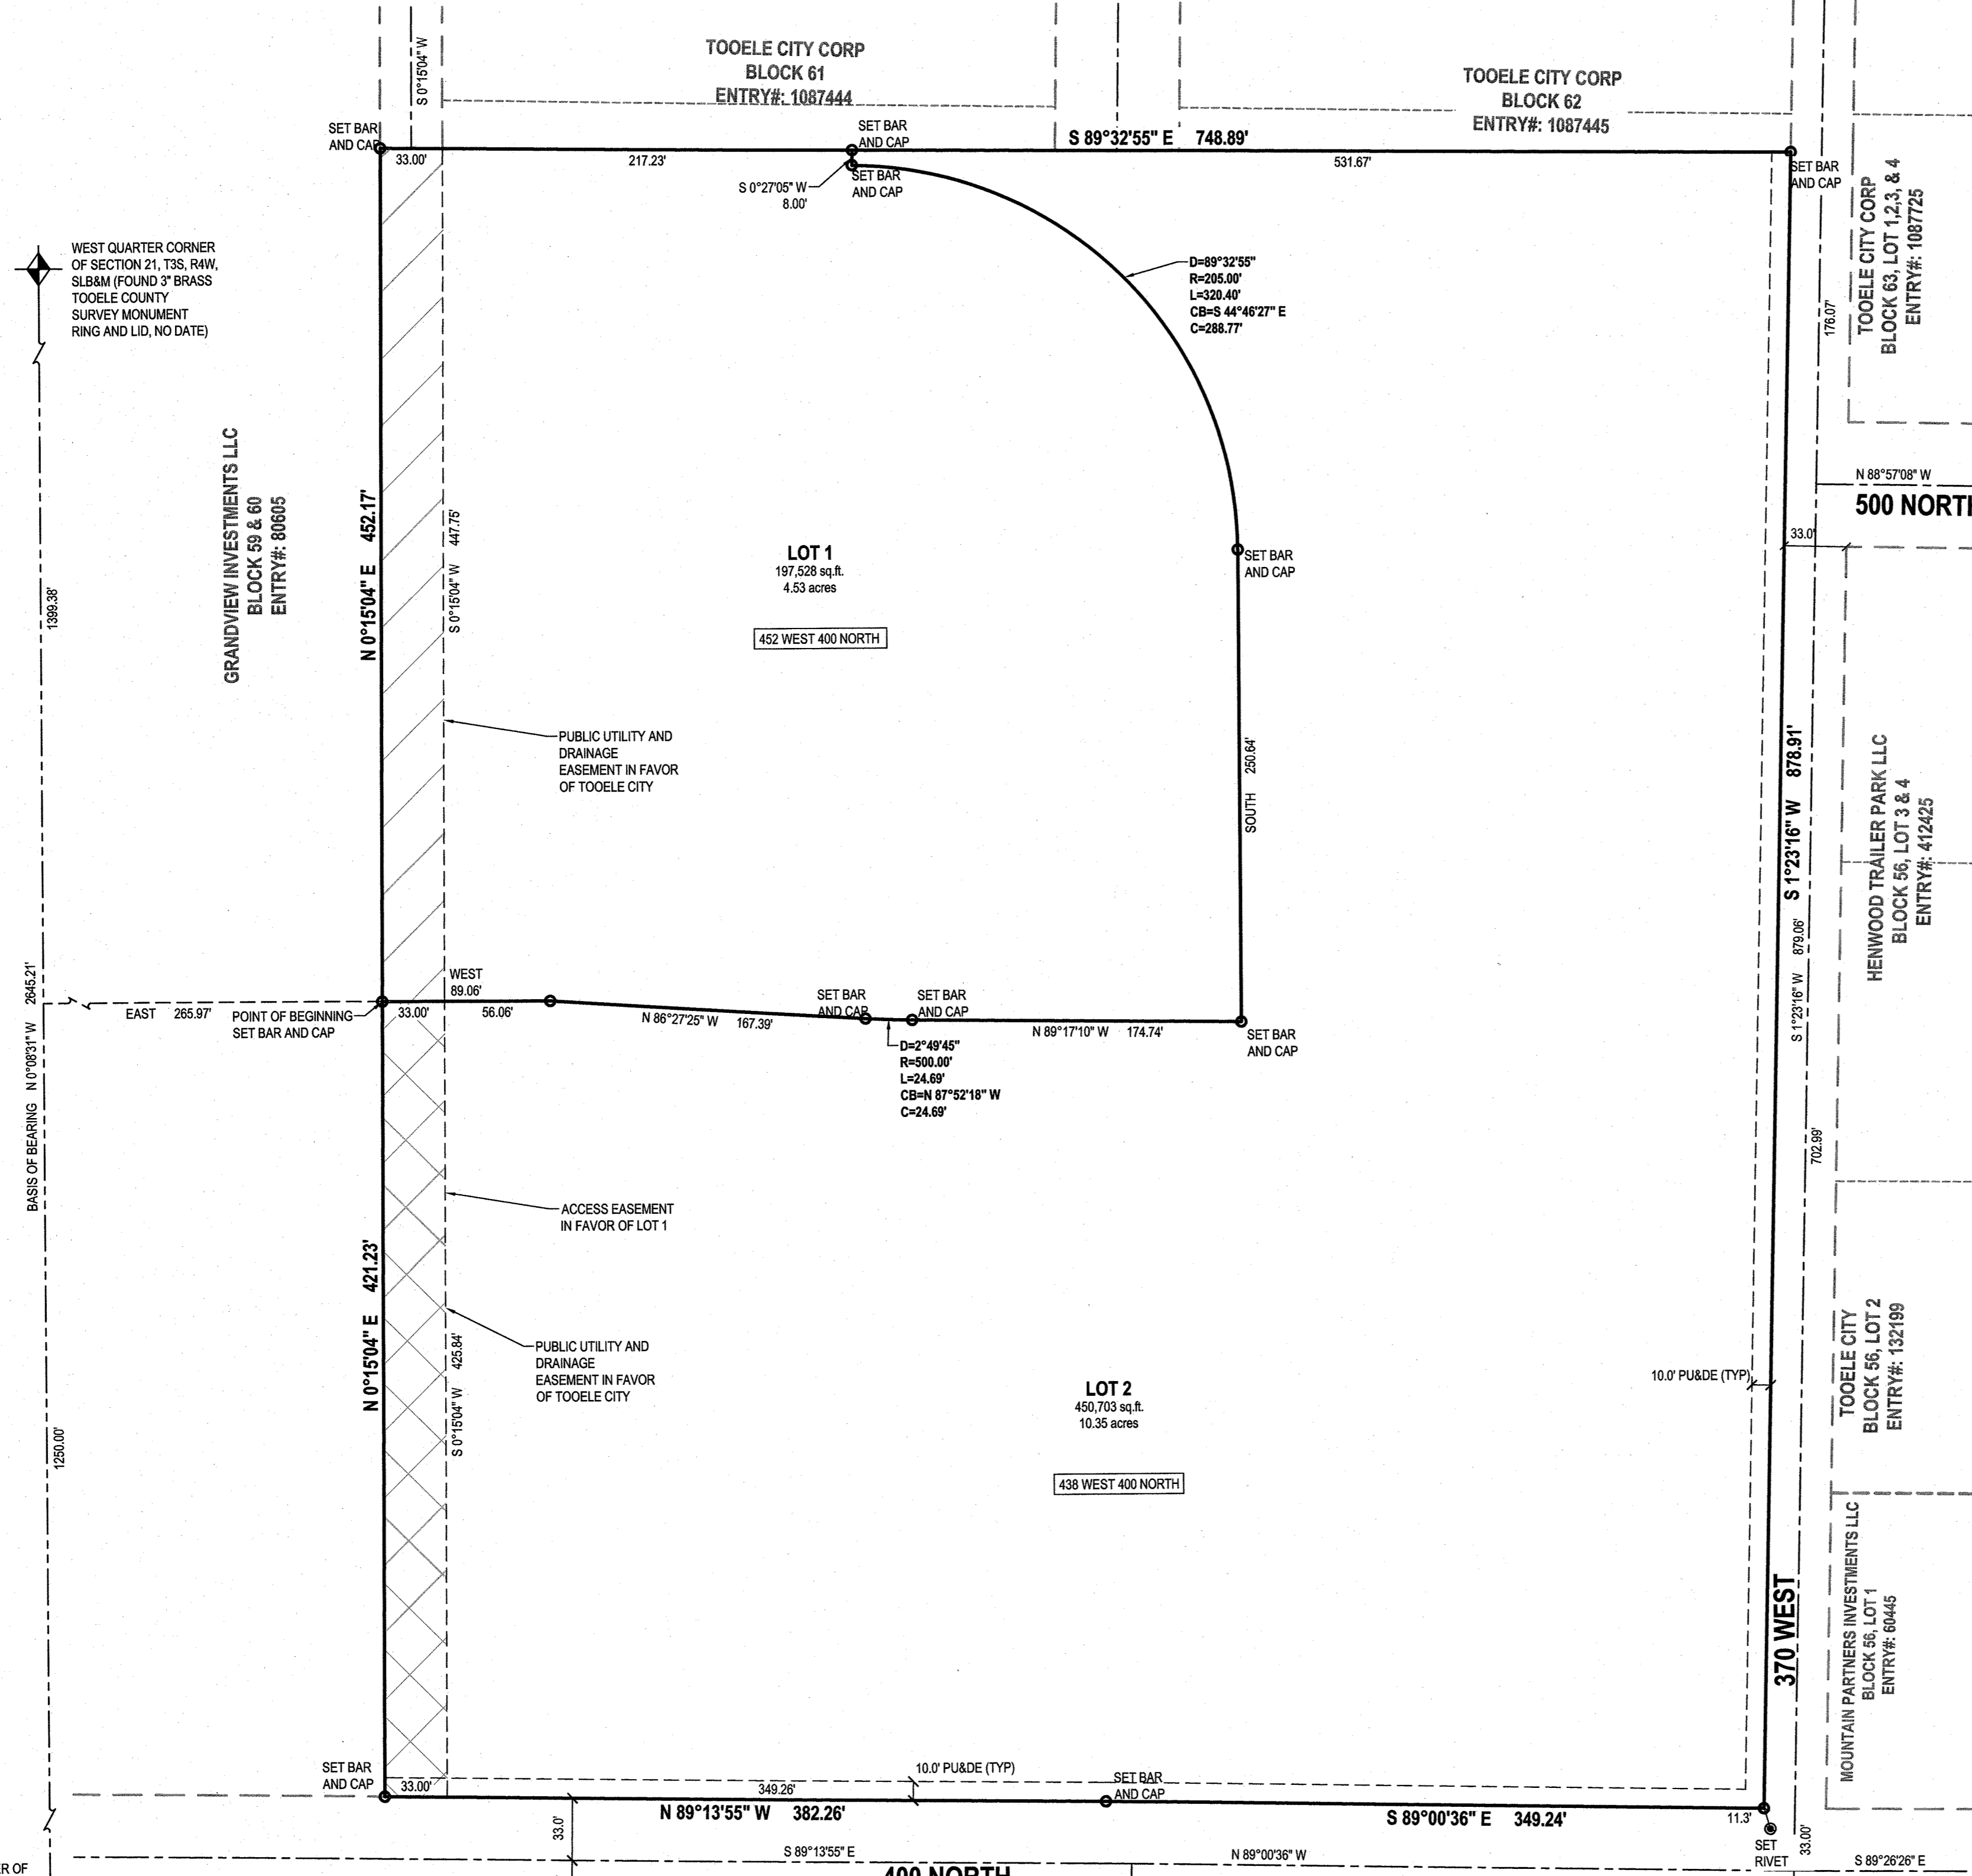 S 0°15'04" W
TOOELE CITY CORP
BLOCK 61
ENTRY#: 1087444
TOOELE CITY CORP
BLOCK 62
ENTRY#: 1087445
SET BAR
AND CAP
SET BAR
AND CAP
S 89°32'55" E 748.89'
33.00'
217.23'
531.67'
SET BAR
AND CAP
SET BAR
AND CAP
S 0°27'05" W
8.00'
TOOELE CITY CORP
BLOCK 63, LOT 1,2,3, & 4
ENTRY#: 1087725
WEST QUARTER CORNER
OF SECTION 21, T3S, R4W,
SLB&M (FOUND 3" BRASS
TOOELE COUNTY
SURVEY MONUMENT
RING AND LID, NO DATE)
D=89°32'55"
R=205.00'
L=320.40'
CB=S 44°46'27" E
C=288.77'
176.07'
GRANDVIEW INVESTMENTS LLC
BLOCK 59 & 60
ENTRY#: 80605
N 0°15'04" E 452.17'
S 0°15'04" W 447.75'
N 88°57'08" W
500 NORTH
33.0'
LOT 1
197,528 sq.ft.
4.53 acres
452 WEST 400 NORTH
SET BAR
AND CAP
1399.38'
PUBLIC UTILITY AND
DRAINAGE
EASEMENT IN FAVOR
OF TOOELE CITY
SOUTH 250.64'
S 1°23'16" W 878.91'
S 1°23'16" W 879.06'
HENWOOD TRAILER PARK LLC
BLOCK 56, LOT 3 & 4
ENTRY#: 412425
BASIS OF BEARING N 0°08'31" W 2645.21'
EAST 265.97'
POINT OF BEGINNING
SET BAR AND CAP
WEST
89.06'
33.00'
56.06'
N 86°27'25" W 167.39'
SET BAR
AND CAP
SET BAR
AND CAP
N 89°17'10" W 174.74'
SET BAR
AND CAP
D=2°49'45"
R=500.00'
L=24.69'
CB=N 87°52'18" W
C=24.69'
702.99'
ACCESS EASEMENT
IN FAVOR OF LOT 1
N 0°15'04" E 421.23'
S 0°15'04" W 425.84'
PUBLIC UTILITY AND
DRAINAGE
EASEMENT IN FAVOR
OF TOOELE CITY
LOT 2
450,703 sq.ft.
10.35 acres
438 WEST 400 NORTH
10.0' PU&DE (TYP)
TOOELE CITY
BLOCK 56, LOT 2
ENTRY#: 132199
1250.00'
370 WEST
MOUNTAIN PARTNERS INVESTMENTS LLC
BLOCK 56, LOT 1
ENTRY#: 60445
SET BAR
AND CAP
33.00'
349.26'
10.0' PU&DE (TYP)
SET BAR
AND CAP
N 89°13'55" W 382.26'
S 89°00'36" E 349.24'
11.3'
33.0'
SET
RIVET
33.00'
S 89°13'55" E
N 89°00'36" W
S 89°26'26" E
400 NORTH
ER OF